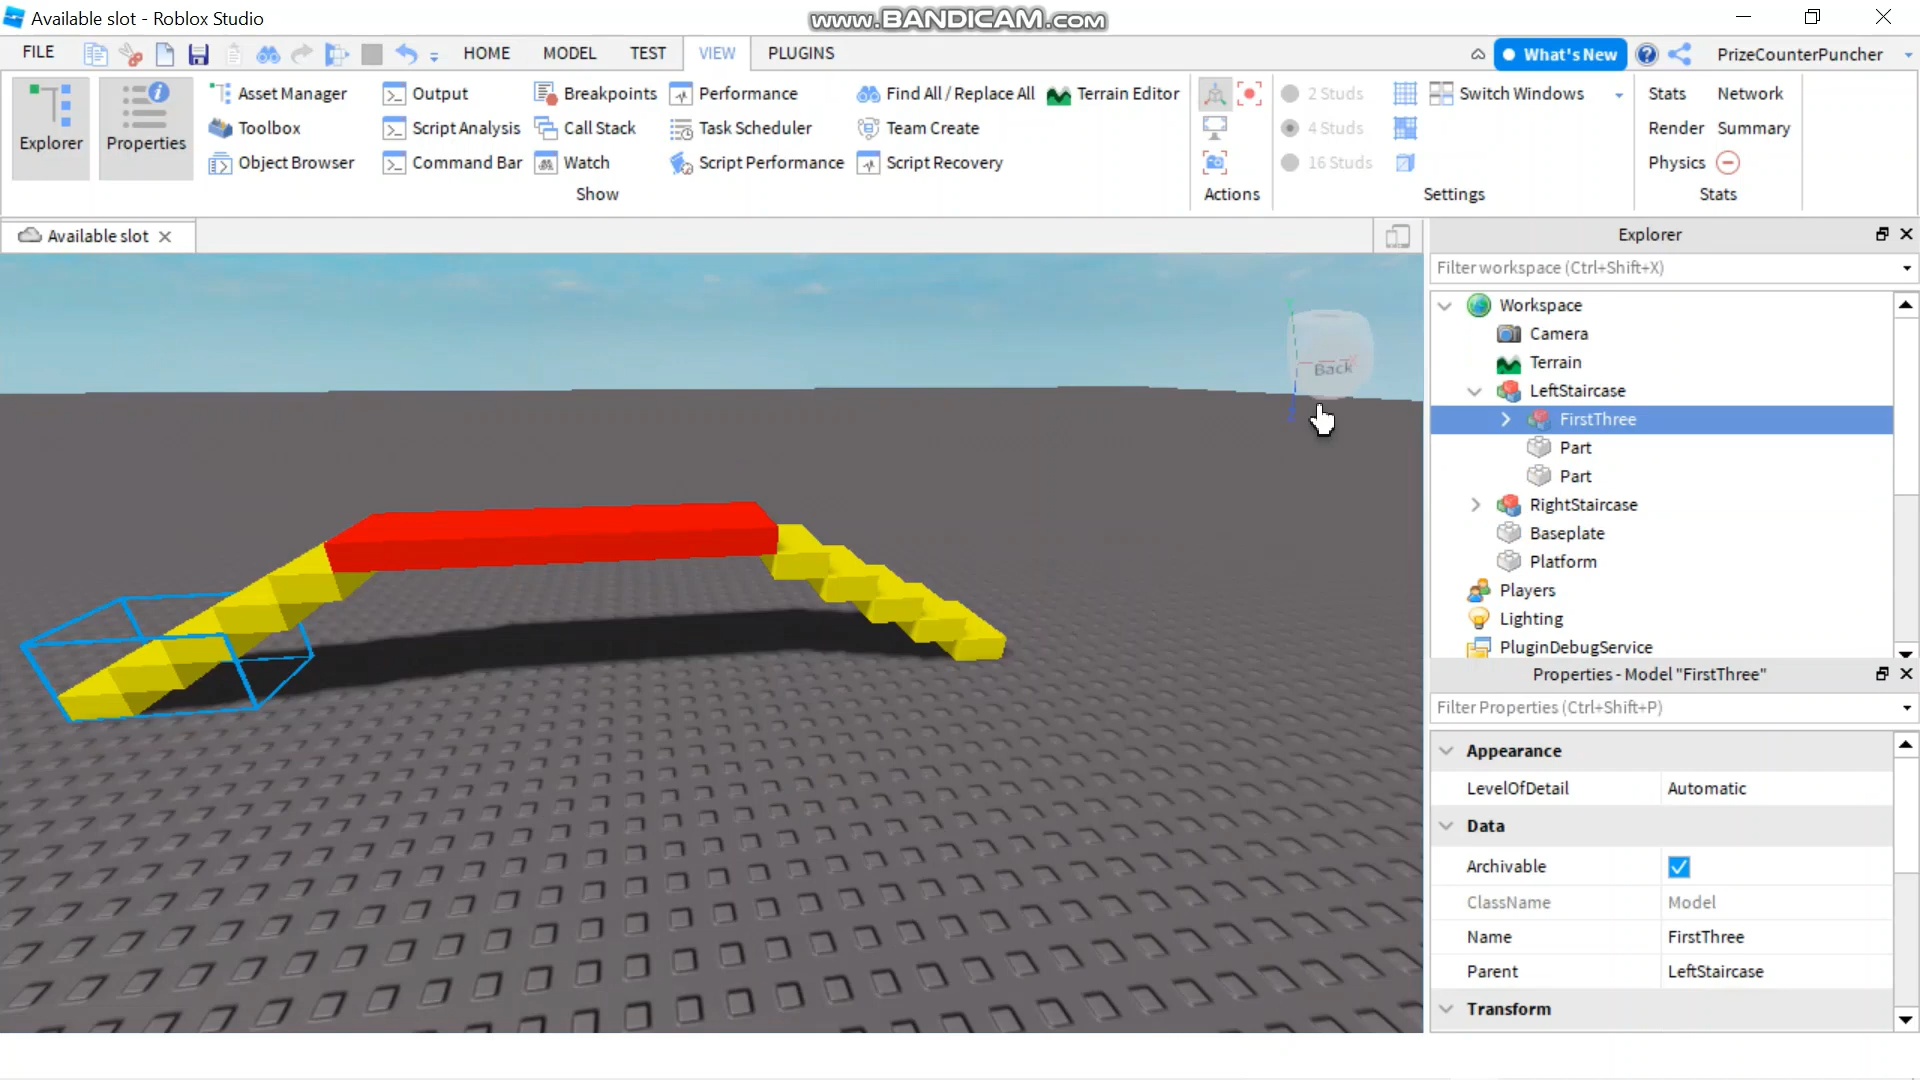 Available slot - Roblox Studio
www.BANDICAM.com
FILE
HOME
MODEL
TEST
VIEW
PLUGINS
What's New
PrizeCounterPuncher
Explorer
Properties
Asset Manager
Toolbox
Object Browser
Output
Script Analysis
Command Bar
Breakpoints
Call Stack
Watch
Performance
Task Scheduler
Script Performance
Find All / Replace All
Team Create
Script Recovery
Terrain Editor
Show
Actions
2 Studs
4 Studs
16 Studs
Switch Windows
Settings
Stats
Network
Render
Summary
Physics
Stats
Available slot
Back
Explorer
Filter workspace (Ctrl+Shift+X)
Workspace
Camera
Terrain
LeftStaircase
FirstThree
Part
Part
RightStaircase
Baseplate
Platform
Players
Lighting
PluginDebugService
Properties - Model "FirstThree"
Filter Properties (Ctrl+Shift+P)
Appearance
LevelOfDetail Automatic
Data
Archivable
ClassName Model
Name FirstThree
Parent LeftStaircase
Transform